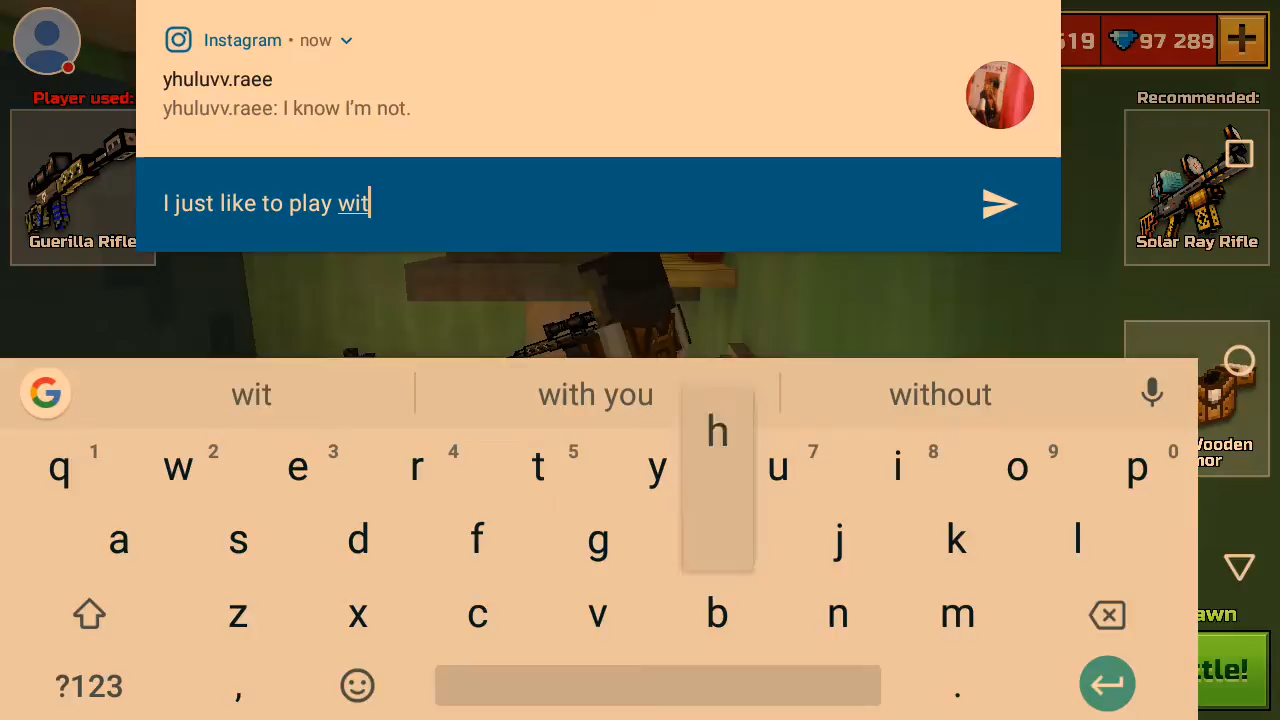 Instagram • now
yhuluvv.raee
yhuluvv.raee: I know I’m not.
I just like to play wit
619
97 289
Player used:
Guerilla Rifle
Recommended:
Solar Ray Rifle
Wooden
wit with you without
h
q 1 w 2 e 3 r 4 t 5 y u 7 i 8 o 9 p 0
a s d f g j k l
z x c v b n m
?123 , .